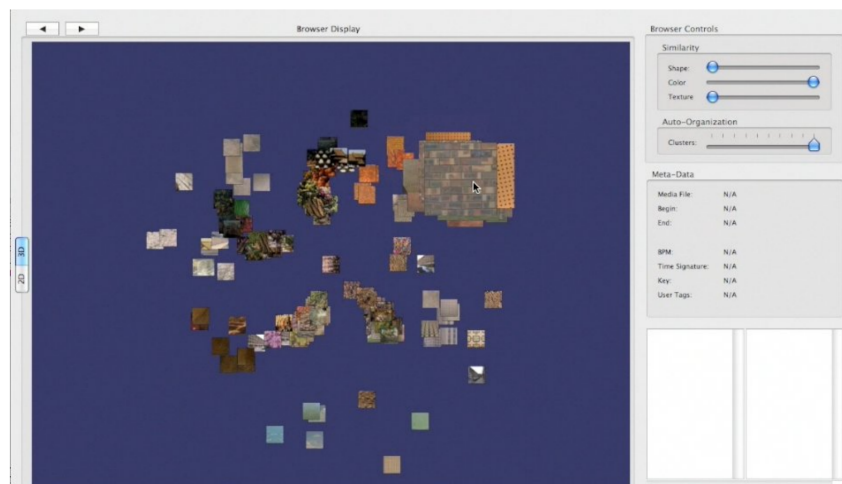 Browser Display
3D
2D
Browser Controls
Similarity
Shape:
Color
Texture
Auto-Organization
Clusters:
Meta-Data
Media File: N/A
Begin: N/A
End: N/A
BPM: N/A
Time Signature: N/A
Key: N/A
User Tags: N/A